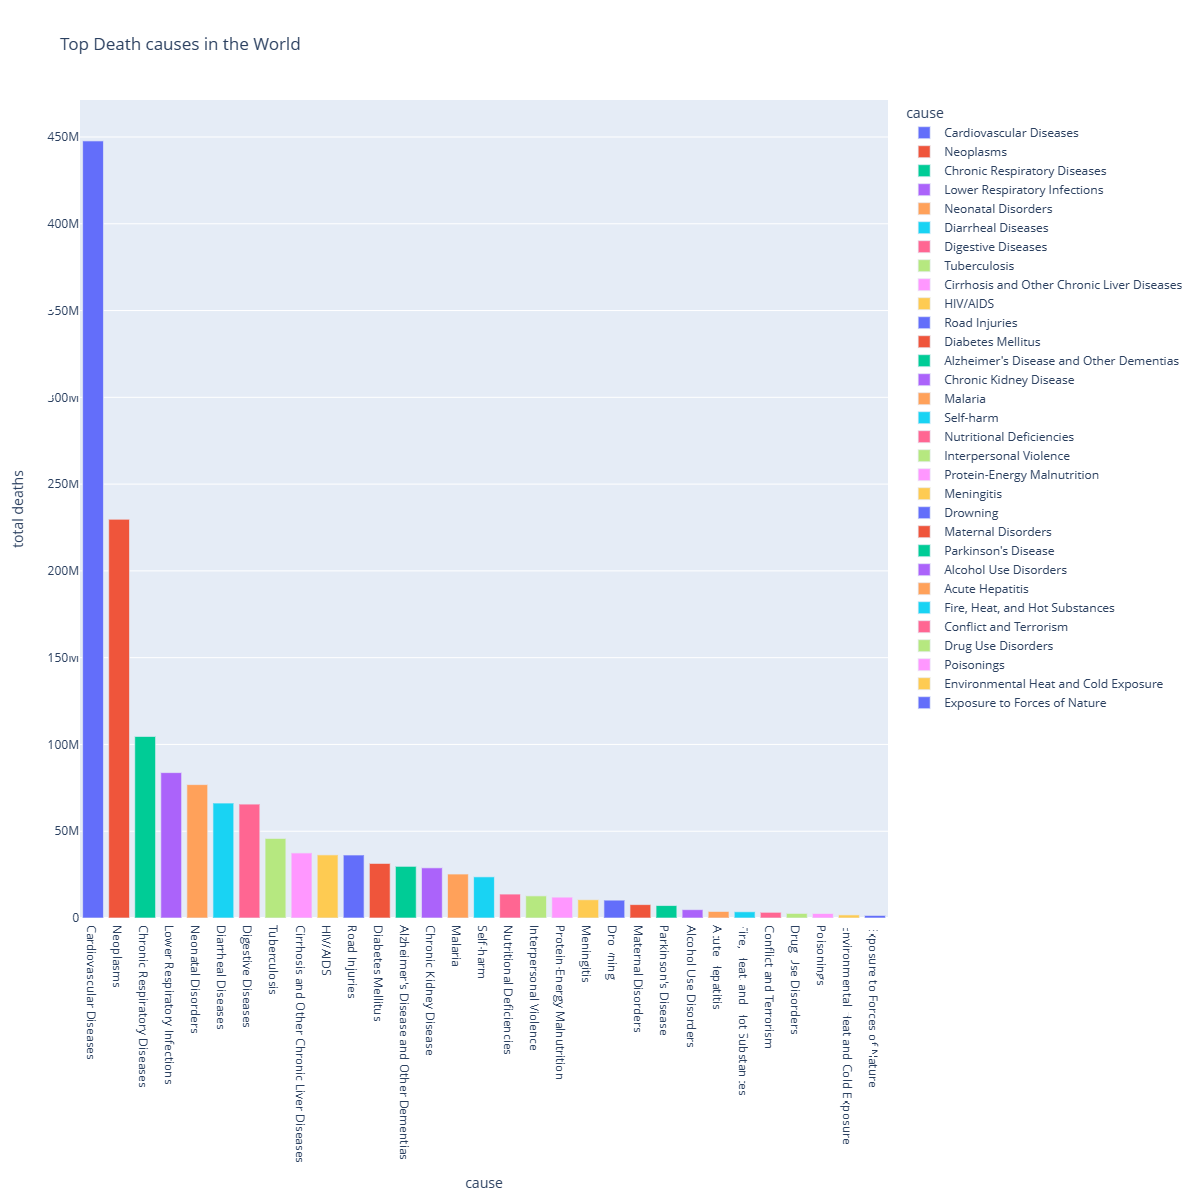 Top Death causes in the World
450M
400M
50M
00M
250M
200M
150M
100M
50M
0
total deaths
Cardiovascular Diseases
Neoplasms
Chronic Respiratory Diseases
Lower Respiratory Infections
Neonatal Disorders
Diarrheal Diseases
Digestive Diseases
Tuberculosis
Cirrhosis and Other Chronic Liver Diseases
HIV/AIDS
Road Injuries
Diabetes Mellitus
Alzheimer's Disease and Other Dementias
Chronic Kidney Disease
Malaria
Self-harm
Nutritional Deficiencies
Interpersonal Violence
Protein-Energy Malnutrition
Meningitis
Maternal Disorders
Parkinson's Disease
Alcohol Use Disorders
Conflict and Terrorism
Drug Use Disorders
Poisonings
cause
cause
Cardiovascular Diseases
Neoplasms
Chronic Respiratory Diseases
Lower Respiratory Infections
Neonatal Disorders
Diarrheal Diseases
Digestive Diseases
Tuberculosis
Cirrhosis and Other Chronic Liver Diseases
HIV/AIDS
Road Injuries
Diabetes Mellitus
Alzheimer's Disease and Other Dementias
Chronic Kidney Disease
Malaria
Self-harm
Nutritional Deficiencies
Interpersonal Violence
Protein-Energy Malnutrition
Meningitis
Drowning
Maternal Disorders
Parkinson's Disease
Alcohol Use Disorders
Acute Hepatitis
Fire, Heat, and Hot Substances
Conflict and Terrorism
Drug Use Disorders
Poisonings
Environmental Heat and Cold Exposure
Exposure to Forces of Nature